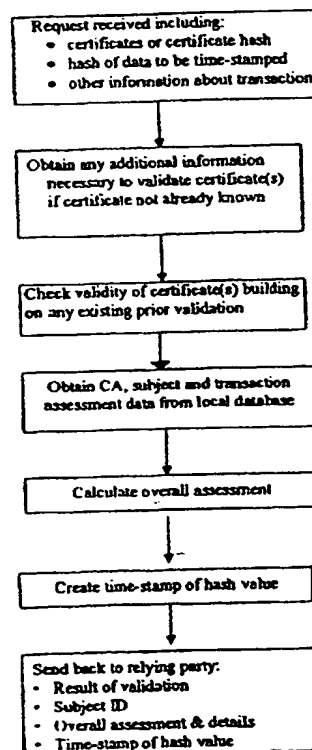 Request received including:
• certificates or certificate hash
• hash of data to be time-stamped
• other information about transaction
Obtain any additional information
necessary to validate certificate(s)
if certificate not already known
Check validity of certificate(s) building
on any existing prior validation
Obtain CA, subject and transaction
assessment data from local database
Calculate overall assessment
Create time-stamp of hash value
Send back to relying party:
• Result of validation
• Subject ID
• Overall assessment & details
• Time-stamp of hash value